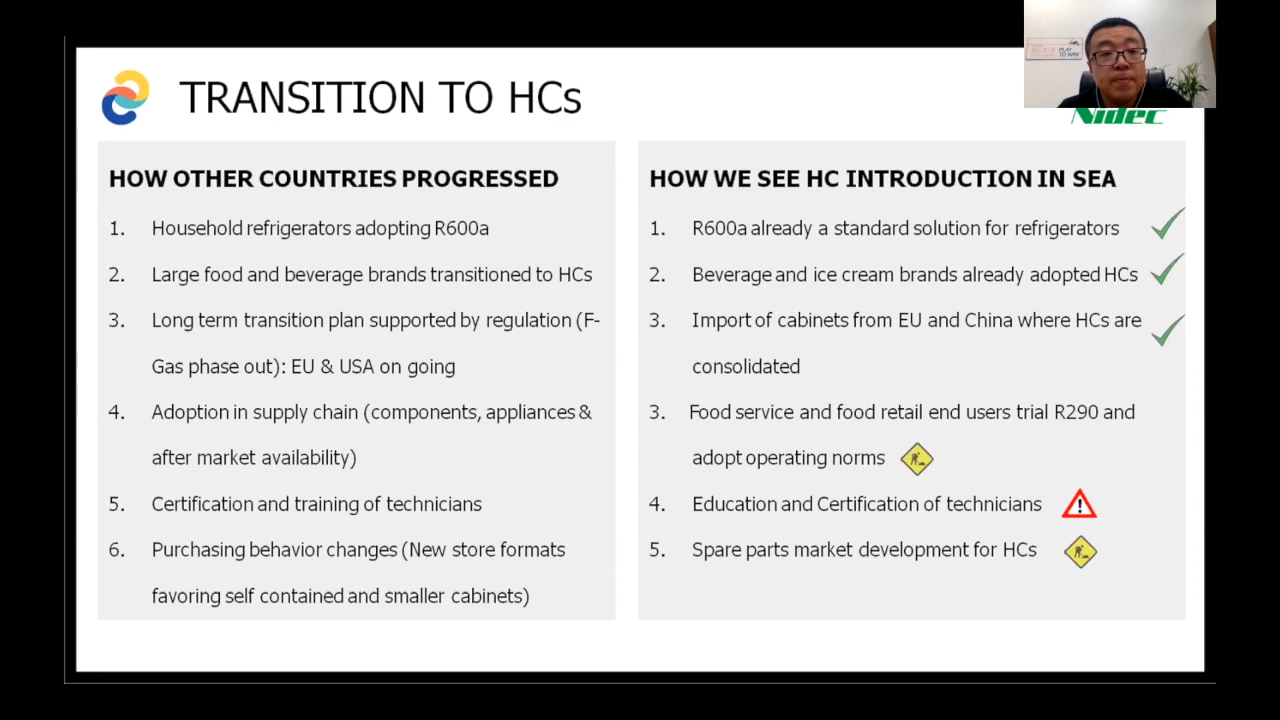 TRANSITION TO HCs
PLAY
TO WIN
Nidec
HOW OTHER COUNTRIES PROGRESSED
1. Household refrigerators adopting R600a
2. Large food and beverage brands transitioned to HCs
3. Long term transition plan supported by regulation (F-
Gas phase out): EU & USA on going
4. Adoption in supply chain (components, appliances &
after market availability)
5. Certification and training of technicians
6. Purchasing behavior changes (New store formats
favoring self contained and smaller cabinets)
HOW WE SEE HC INTRODUCTION IN SEA
1. R600a already a standard solution for refrigerators
2. Beverage and ice cream brands already adopted HCs
3. Import of cabinets from EU and China where HCs are
consolidated
3. Food service and food retail end users trial R290 and
adopt operating norms
4. Education and Certification of technicians
5. Spare parts market development for HCs